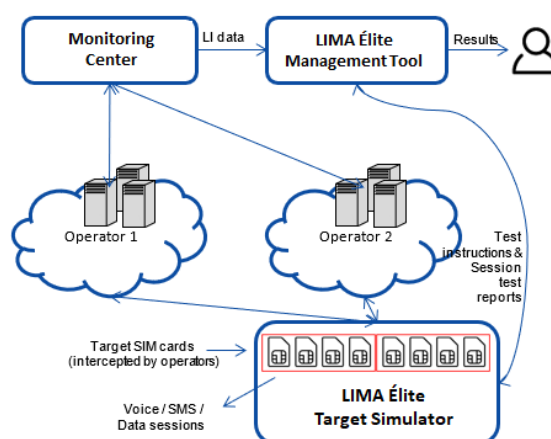 Monitoring
Center
LI data
LIMA Élite
Management Tool
Results
Operator 1
Operator 2
Test
instructions &
Session
test
reports
Target SIM cards
(intercepted by operators)
Voice / SMS /
Data sessions
LIMA Élite
Target Simulator